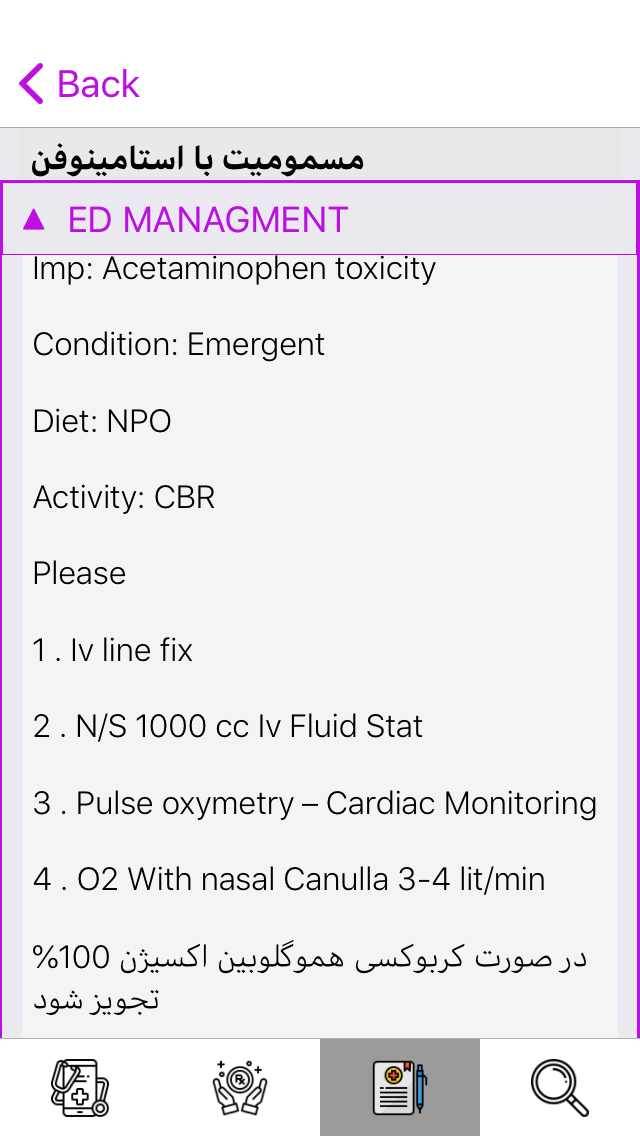 Back
مسمومیت با استامینوفن
▲ ED MANAGMENT
Imp: Acetaminophen toxicity
Condition: Emergent
Diet: NPO
Activity: CBR
Please
1 . Iv line fix
2 . N/S 1000 cc Iv Fluid Stat
3 . Pulse oxymetry – Cardiac Monitoring
4 . O2 With nasal Canulla 3-4 lit/min
در صورت کربوکسی هموگلوبین اکسیژن 100%
تجویز شود